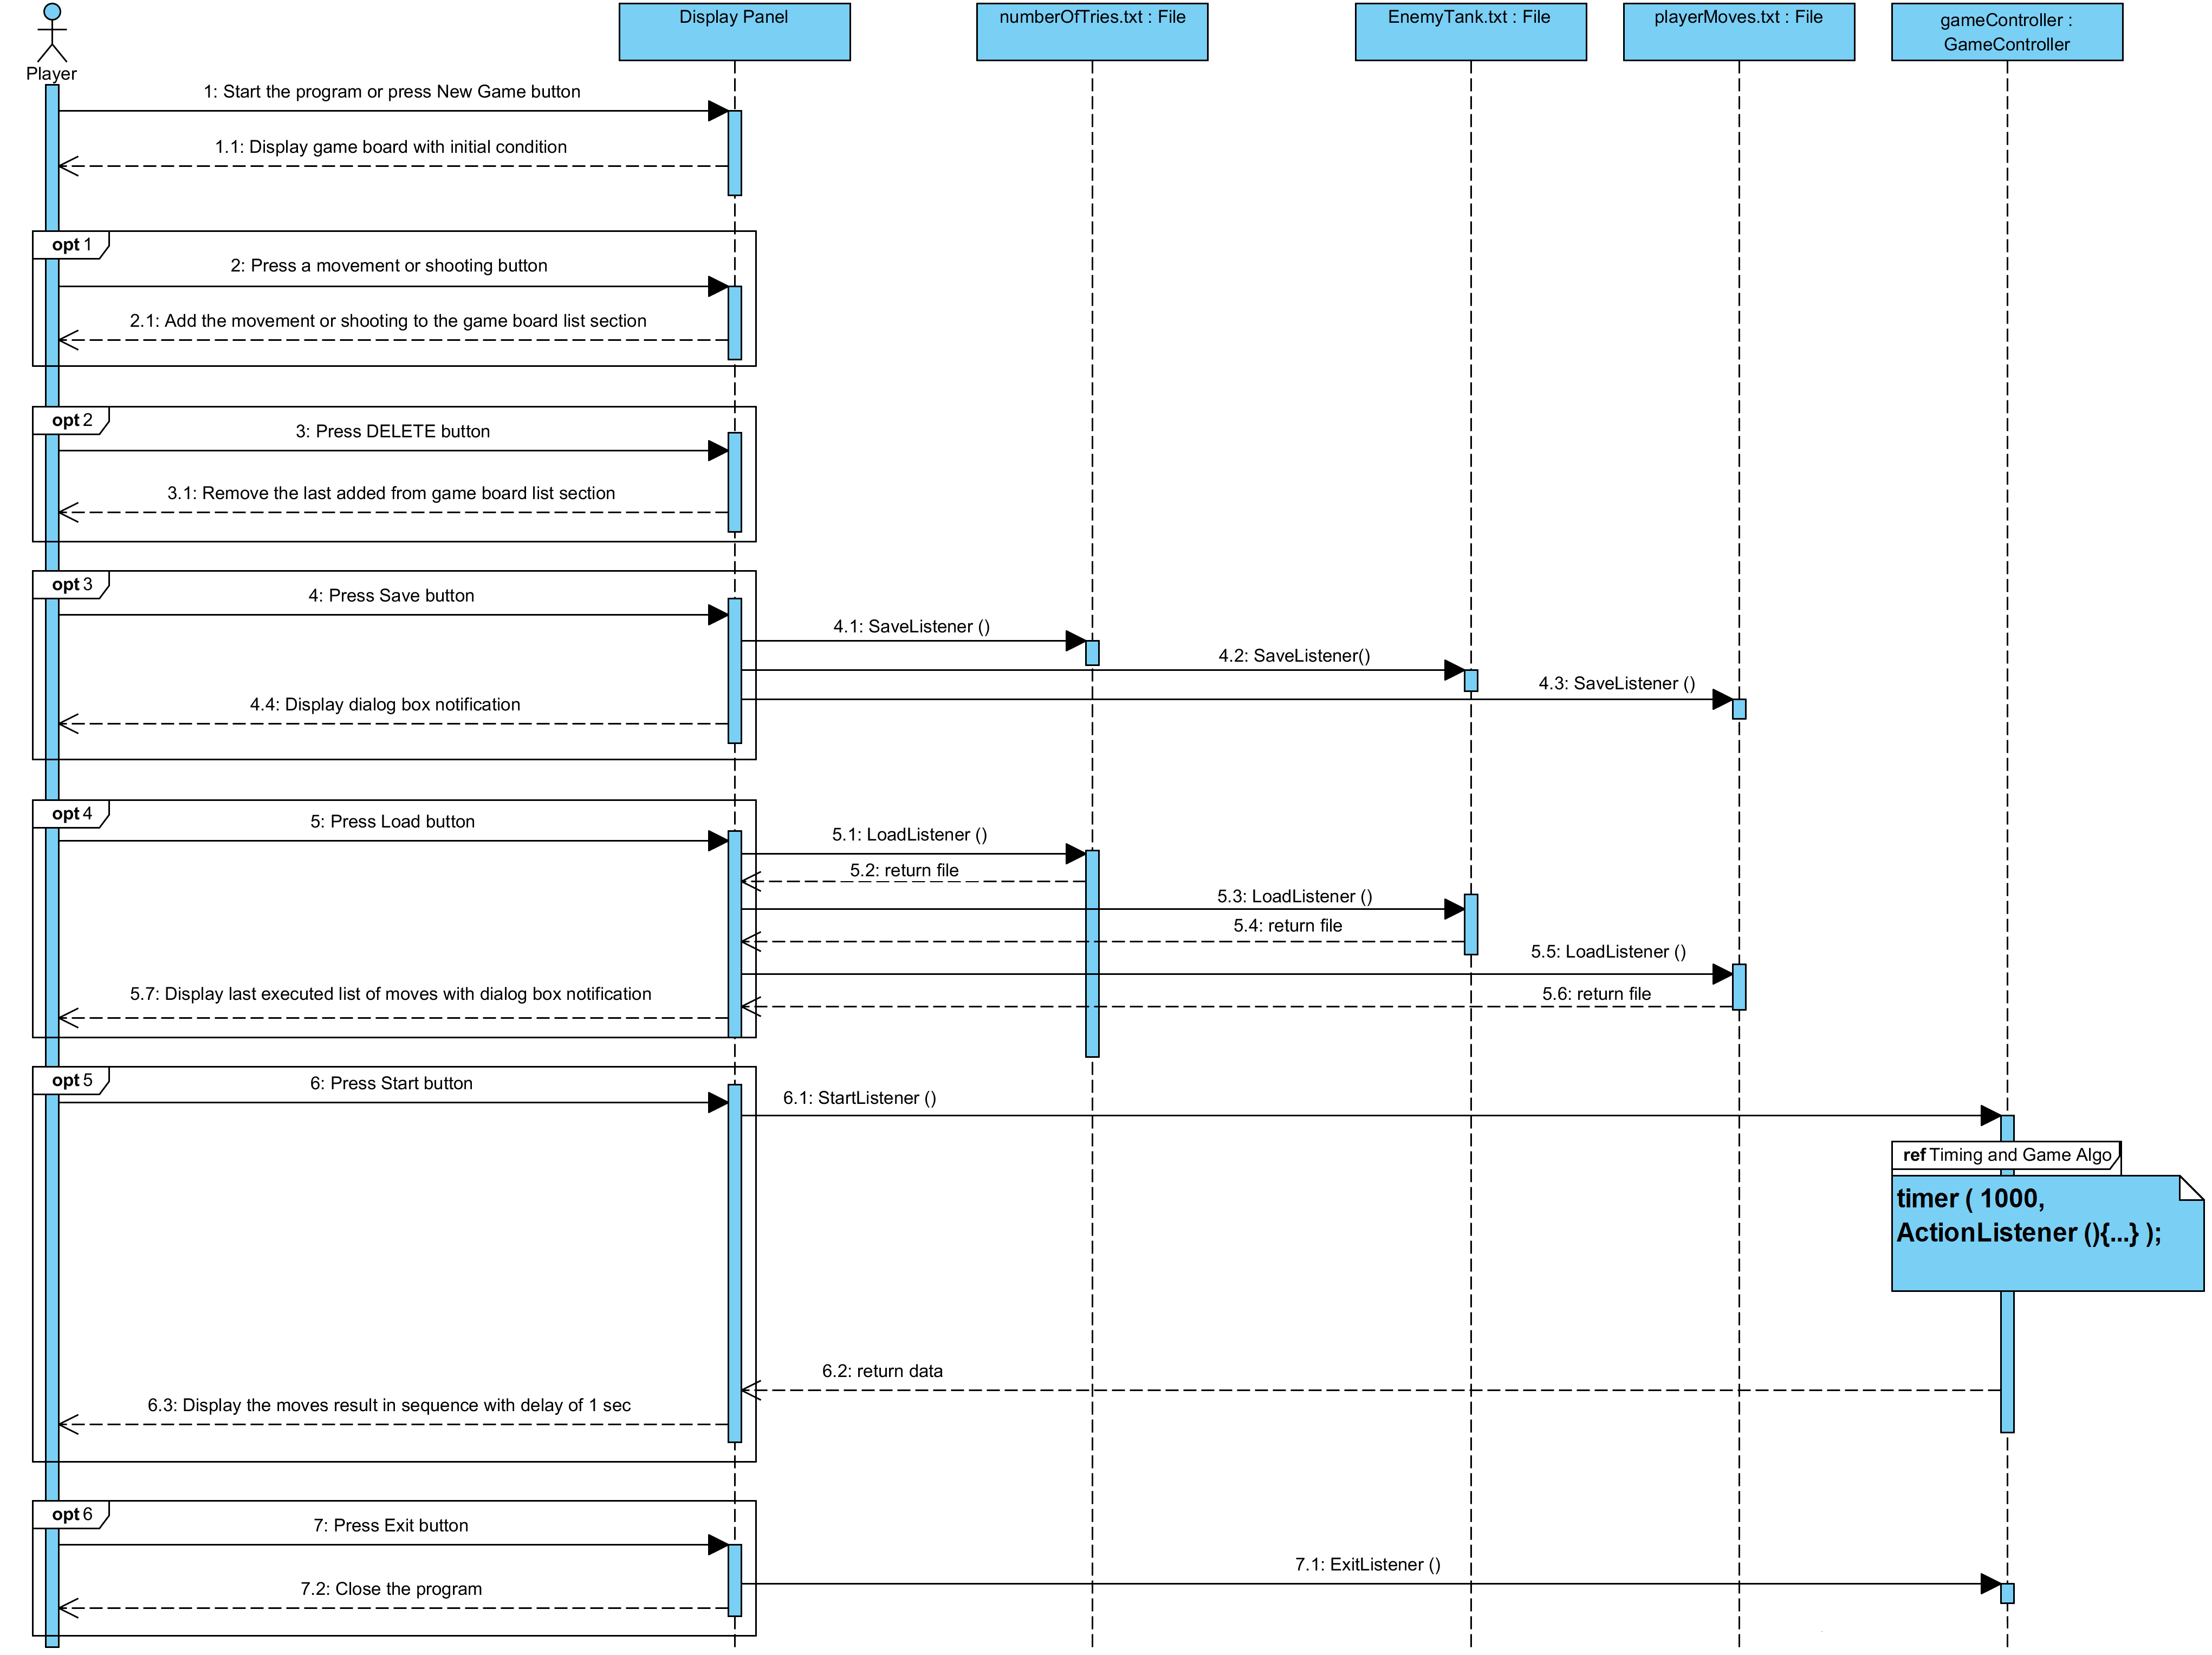 Player
Display Panel
numberOfTries.txt : File
EnemyTank.txt : File
playerMoves.txt : File
gameController :
GameController
1: Start the program or press New Game button
1.1: Display game board with initial condition
opt 1
2: Press a movement or shooting button
2.1: Add the movement or shooting to the game board list section
opt 2
3: Press DELETE button
3.1: Remove the last added from game board list section
opt 3
4: Press Save button
4.1: SaveListener ()
4.2: SaveListener()
4.3: SaveListener ()
4.4: Display dialog box notification
opt 4
5: Press Load button
5.1: LoadListener ()
5.2: return file
5.3: LoadListener ()
5.4: return file
5.5: LoadListener ()
5.6: return file
5.7: Display last executed list of moves with dialog box notification
opt 5
6: Press Start button
6.1: StartListener ()
ref Timing and Game Algo
timer ( 1000,
ActionListener (){...} );
6.2: return data
6.3: Display the moves result in sequence with delay of 1 sec
opt 6
7: Press Exit button
7.1: ExitListener ()
7.2: Close the program